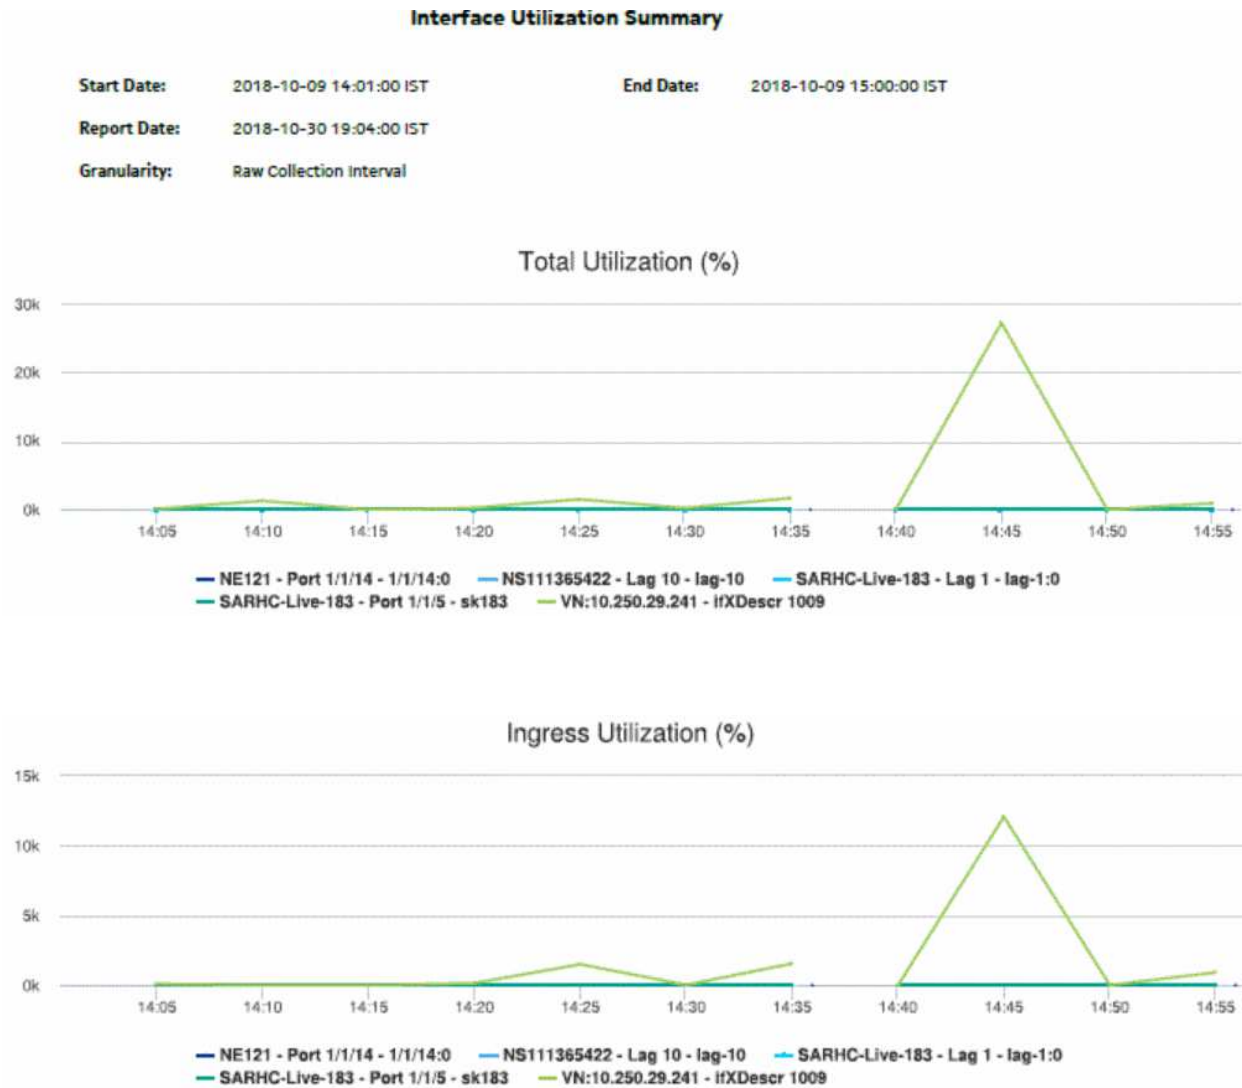 Interface Utilization Summary
Start Date: 2018-10-09 14:01:00 IST End Date: 2018-10-09 15:00:00 IST
Report Date: 2018-10-30 19:04:00 IST
Granularity: Raw Collection Interval
Total Utilization (%)
30k
20k
10k
0k
14:05 14:10 14:15 14:20 14:25 14:30 14:35 14:40 14:45 14:50 14:55
NE121 - Port 1/1/14 - 1/1/14:0 NS111365422 - Lag 10 - lag-10 SARHC-Live-183 - Lag 1 - lag-1:0
SARHC-Live-183 - Port 1/1/5 - sk183 VN:10.250.29.241 - ifXDescr 1009
Ingress Utilization (%)
15k
10k
5k
0k
14:05 14:10 14:15 14:20 14:25 14:30 14:35 14:40 14:45 14:50 14:55
NE121 - Port 1/1/14 - 1/1/14:0 NS111365422 - Lag 10 - lag-10 SARHC-Live-183 - Lag 1 - lag-1:0
SARHC-Live-183 - Port 1/1/5 - sk183 VN:10.250.29.241 - ifXDescr 1009